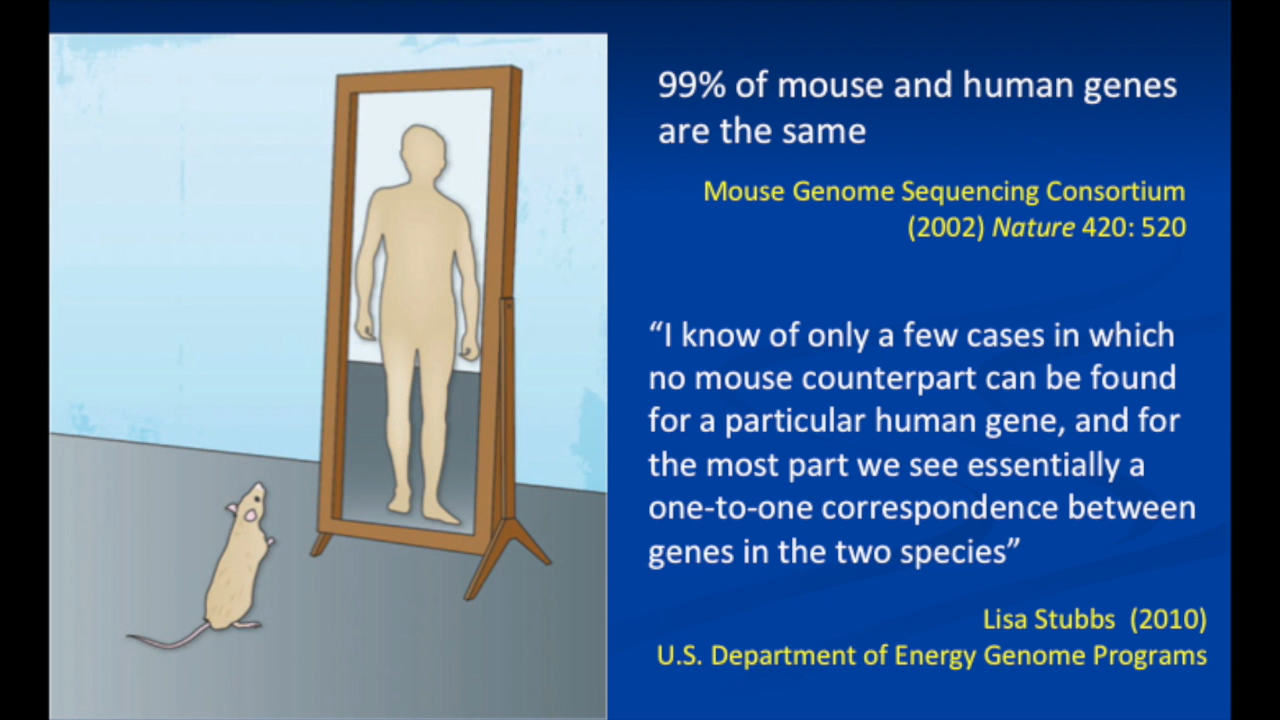 99% of mouse and human genes
are the same
Mouse Genome Sequencing Consortium
(2002) Nature 420: 520
“I know of only a few cases in which
no mouse counterpart can be found
for a particular human gene, and for
the most part we see essentially a
one-to-one correspondence between
genes in the two species”
Lisa Stubbs (2010)
U.S. Department of Energy Genome Programs